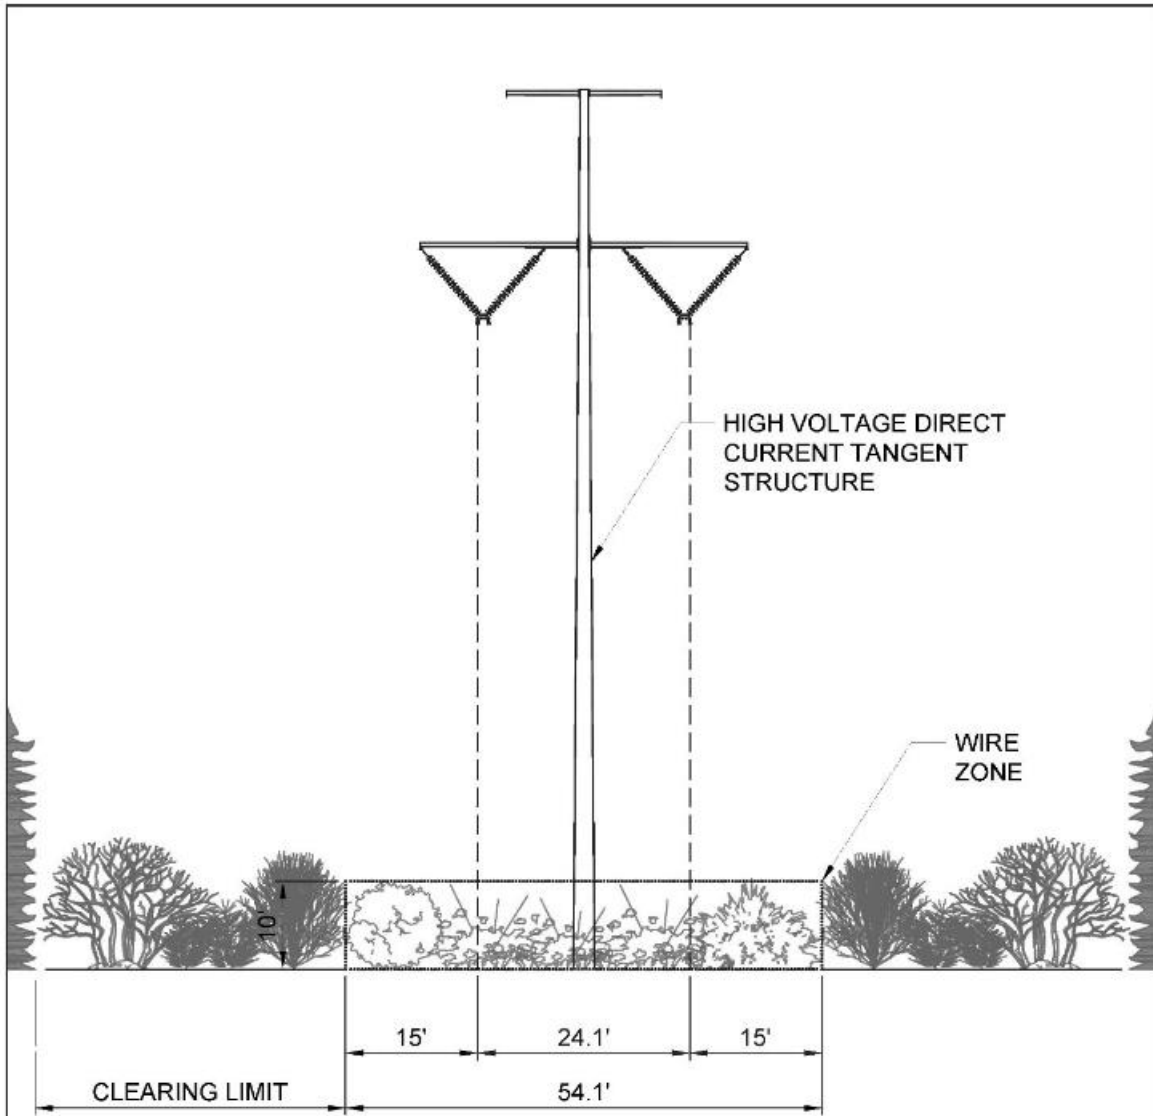 HIGH VOLTAGE DIRECT
CURRENT TANGENT
STRUCTURE
WIRE
ZONE
10'
15'
24.1'
15'
CLEARING LIMIT
54.1'